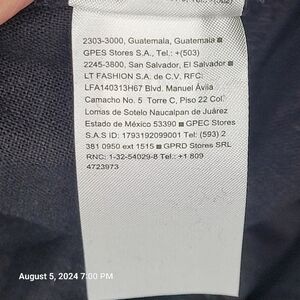 2303-3000, Guatemala, Guatemala ■
GPES Stores S.A., Tel.: +(503)
2245-3800, San Salvador, El Salvador ■
LT FASHION S.A. de C.V. RFC:
LFA140313H67 Blvd. Manuel Ávila
Camacho No. 5 Torre C, Piso 22 Col.
Lomas de Sotelo Naucalpan de Juárez
Estado de México 53390 ■ GPEC Stores
S.A.S ID: 1793192099001 Tel: (593) 2
381 0950 ext 1515 ■ GPRD Stores SRL
RNC: 1-32-54029-8 Tel.: +1 809
4723973
August 5, 2024 7:00 PM